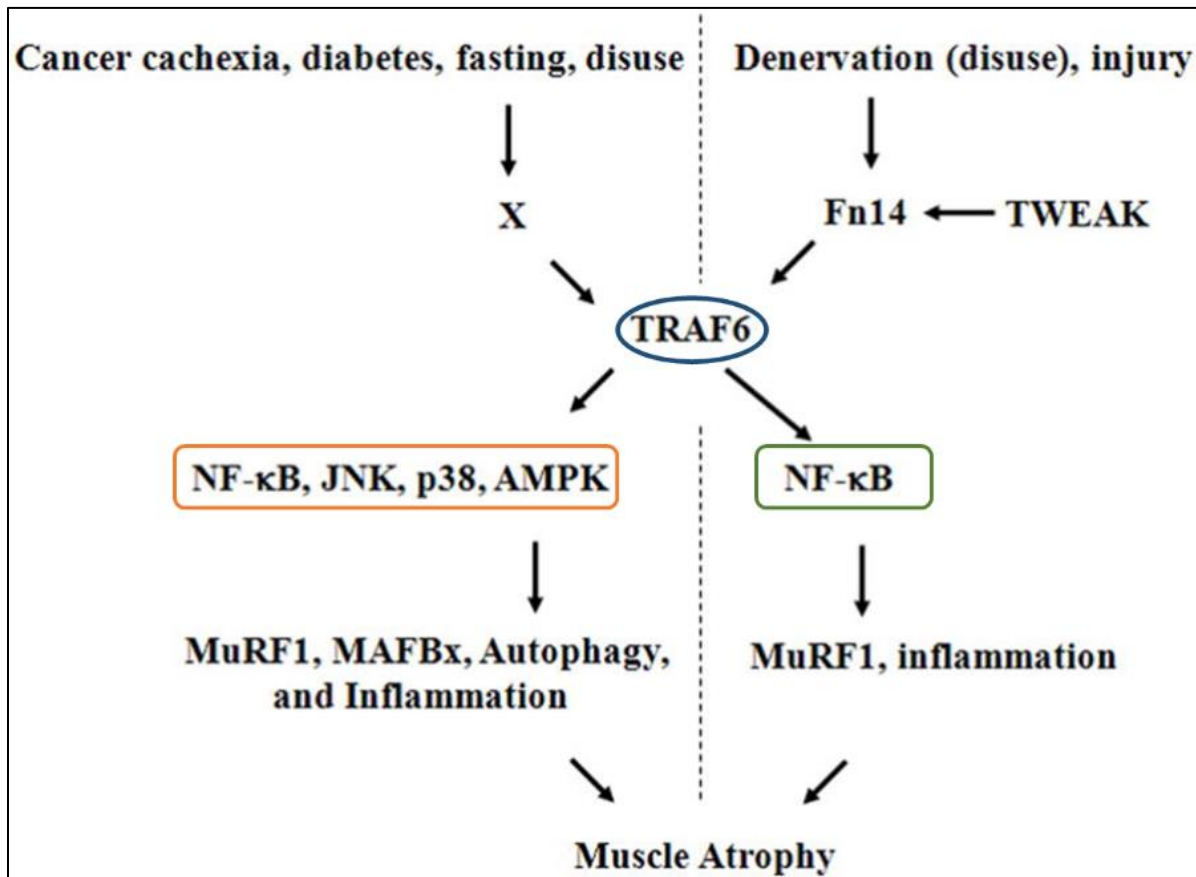 Cancer cachexia, diabetes, fasting, disuse
Denervation (disuse), injury
X
Fn14
TWEAK
TRAF6
NF-κB, JNK, p38, AMPK
NF-κB
MuRF1, MAFBx, Autophagy,
and Inflammation
MuRF1, inflammation
Muscle Atrophy